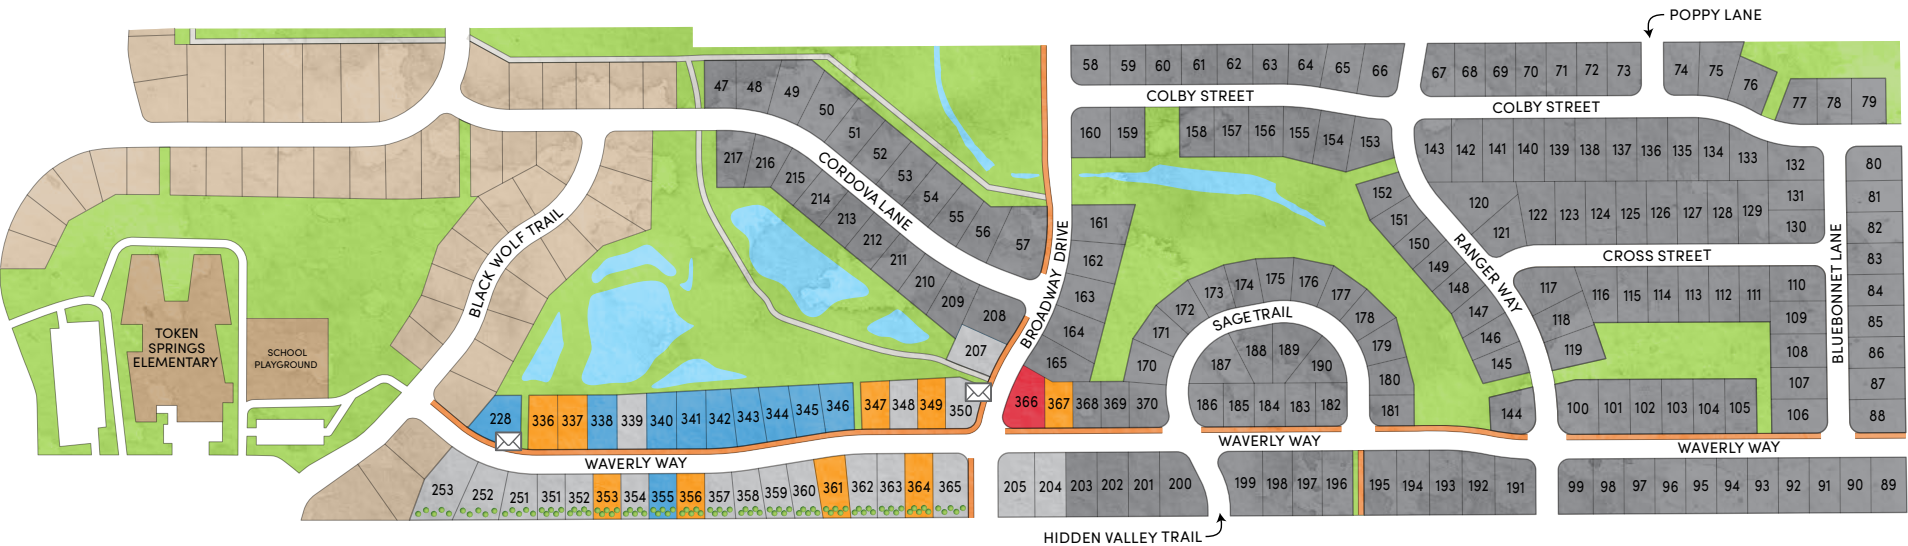 POPPY LANE
58 59 60 61 62 63 64 65 66
67 68 69 70 71 72 73
74 75 76
77 78 79
COLBY STREET
COLBY STREET
47 48 49 50 51 52 53 54 55 56 57
CORDOVA LANE
217 216 215 214 213 212 211 210 209 208
207
160 159
158 157 156 155 154 153
143 142 141 140 139 138 137 136 135 134 133 132
131
130
120
121
122 123 124 125 126 127 128 129
80
81
82
83
84
85
86
87
88
BLUEBONNET LANE
CROSS STREET
152
151
150
149
148
147
146
145
144
RANGER WAY
117
118
119
116 115 114 113 112 111
110
109
108
107
106
100 101 102 103 104 105
BROADWAY DRIVE
161
162
163
164
165
170 171 172 173 174 175 176 177 178 179 180 181
SAGE TRAIL
187 188 189 190
186 185 184 183 182
BLACK WOLF TRAIL
TOKEN
SPRINGS
ELEMENTARY
SCHOOL
PLAYGROUND
228
336 337 338 339 340 341 342 343 344 345 346
347 348 349 350
366 367 368 369 370
WAVERLY WAY
WAVERLY WAY
WAVERLY WAY
253 252 251 351 352 353 354 355 356 357 358 359 360 361 362 363 364 365
205 204 203 202 201 200
199 198 197 196
195 194 193 192 191
99 98 97 96 95 94 93 92 91 90 89
HIDDEN VALLEY TRAIL